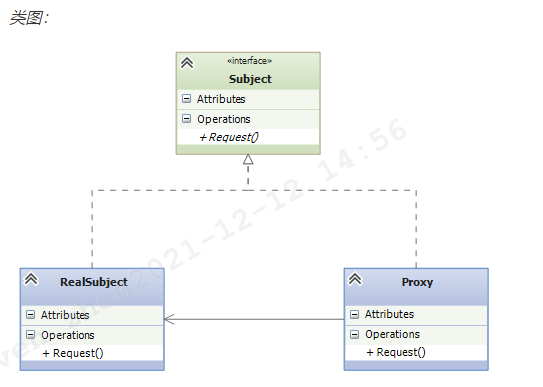 类图：
«interface»
Subject
Attributes
Operations
+ Request()
2021-12-12 14:56
RealSubject
Attributes
Operations
+ Request()
Proxy
Attributes
Operations
+ Request()